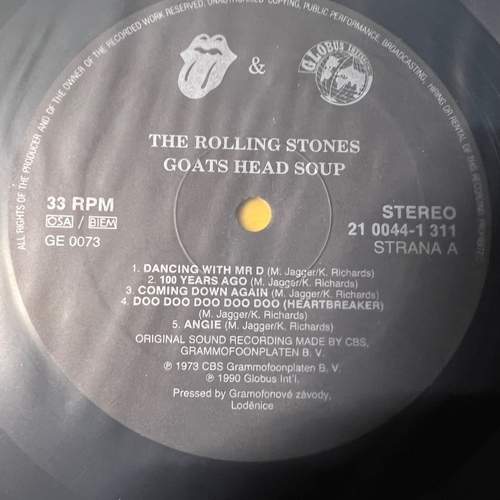 ALL RIGHTS OF THE PRODUCER AND OF THE OWNER OF THE RECORDED WORK RESERVED. UNAUTHORIZED COPYING, PUBLIC PERFORMANCE, BROADCASTING, HIRING OR RENTAL OF THIS RECORD
&
GLOBUS INTERNATIONAL
THE ROLLING STONES
GOATS HEAD SOUP
33 RPM
OSA / BIEM
GE 0073
STEREO
21 0044-1 311
STRANA A
1. DANCING WITH MR D (M. Jagger/K. Richards)
2. 100 YEARS AGO (M. Jagger/K. Richards)
3. COMING DOWN AGAIN (M. Jagger/K. Richards)
4. DOO DOO DOO DOO DOO (HEARTBREAKER)
(M. Jagger/K. Richards)
5. ANGIE (M. Jagger/K. Richards)
ORIGINAL SOUND RECORDING MADE BY CBS,
GRAMMOFOONPLATEN B. V.
℗ 1973 CBS Grammofoonplaten B. V.
℗ 1990 Globus Int'l.
Pressed by Gramofonové závody,
Loděnice